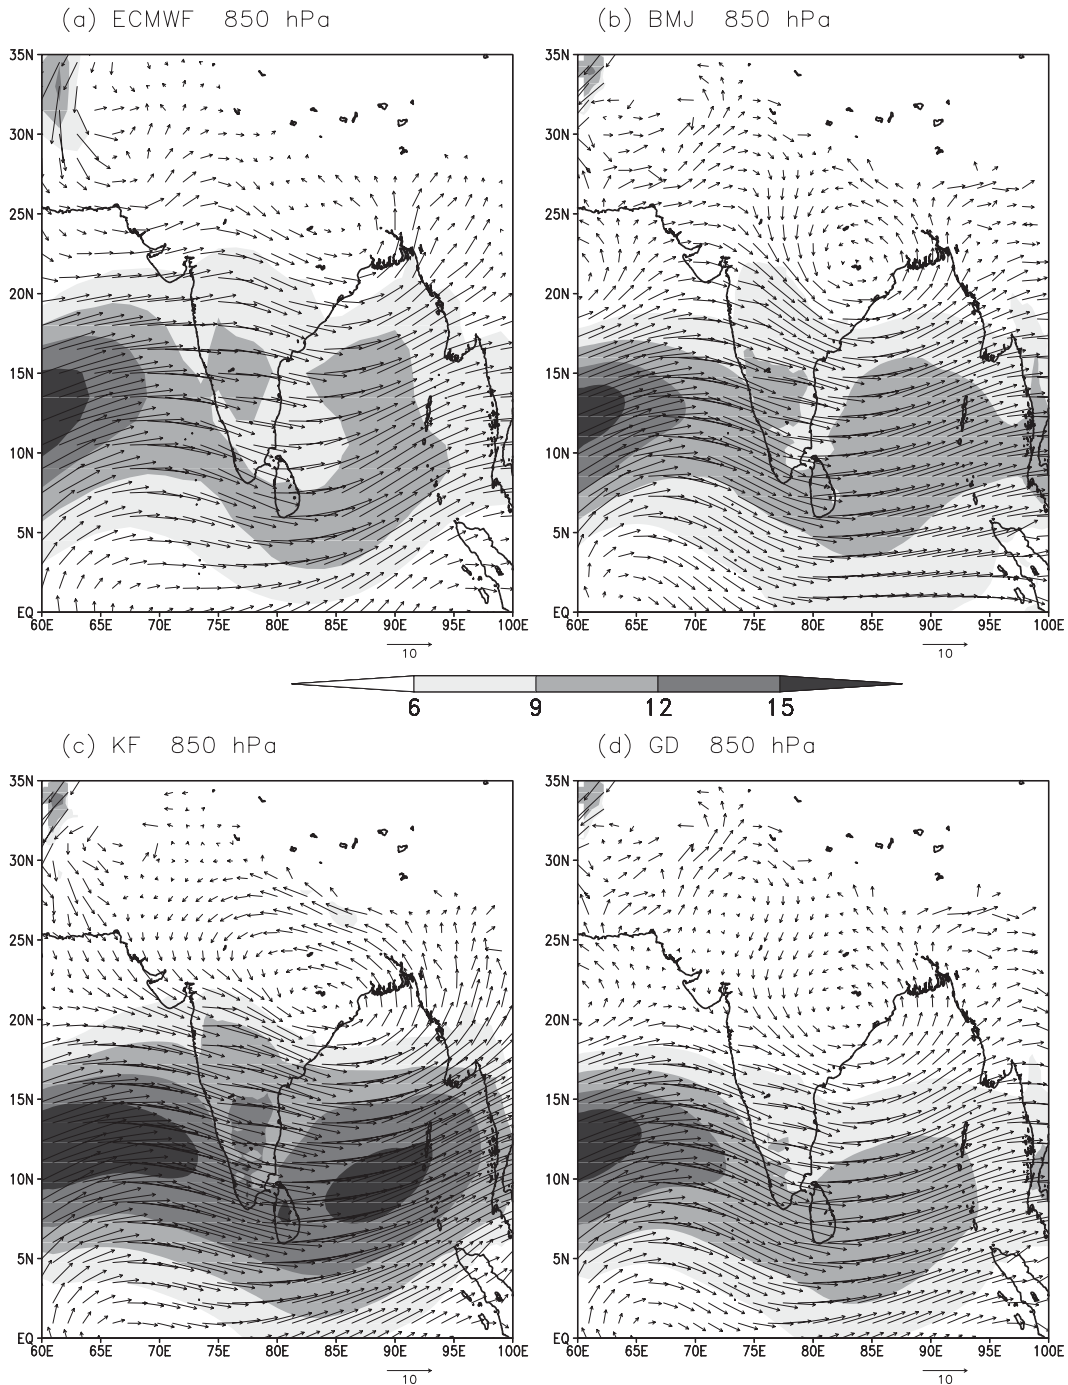 (a) ECMWF 850 hPa
(b) BMJ 850 hPa
35N
30N
25N
20N
15N
10N
5N
EQ
60E 65E 70E 75E 80E 85E 90E 95E 100E
10
35N
30N
25N
20N
15N
10N
5N
EQ
60E 65E 70E 75E 80E 85E 90E 95E 100E
10
6 9 12 15
(c) KF 850 hPa
(d) GD 850 hPa
35N
30N
25N
20N
15N
10N
5N
EQ
60E 65E 70E 75E 80E 85E 90E 95E 100E
10
35N
30N
25N
20N
15N
10N
5N
EQ
60E 65E 70E 75E 80E 85E 90E 95E 100E
10